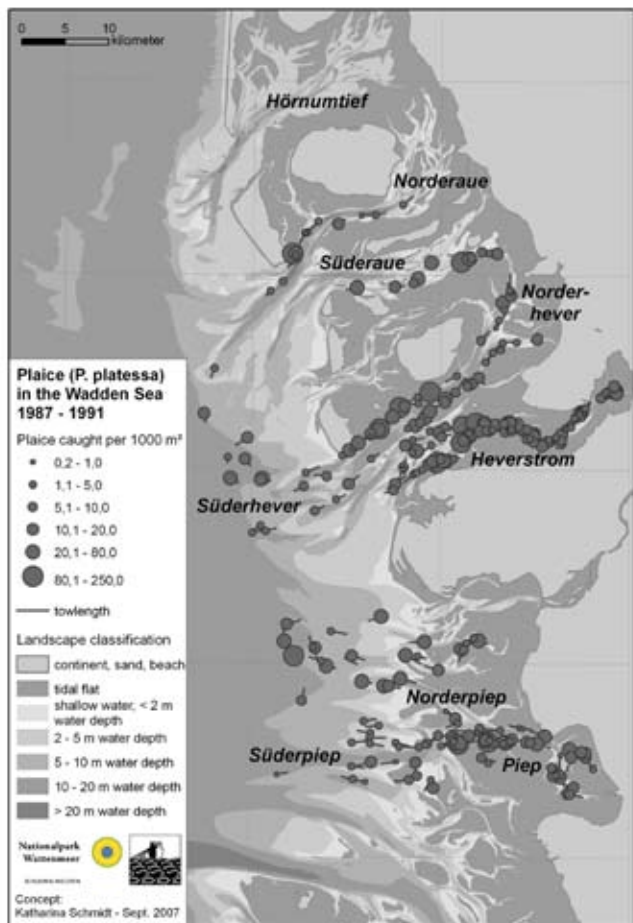 0 5 10
kilometer
Hörnumtief
Norderaue
Süderaue
Norder-
hever
Plaice (P. platessa)
in the Wadden Sea
1987 - 1991
Plaice caught per 1000 m²
0,2 - 1,0
1,1 - 5,0
5,1 - 10,0
10,1 - 20,0
20,1 - 80,0
80,1 - 250,0
towlength
Heverstrom
Süderhever
Landscape classification
continent, sand, beach
tidal flat
shallow water, < 2 m
water depth
2 - 5 m water depth
5 - 10 m water depth
10 - 20 m water depth
> 20 m water depth
Norderpiep
Süderpiep
Piep
Nationalpark
Wattenmeer
Concept:
Katharina Schmidt - Sept. 2007